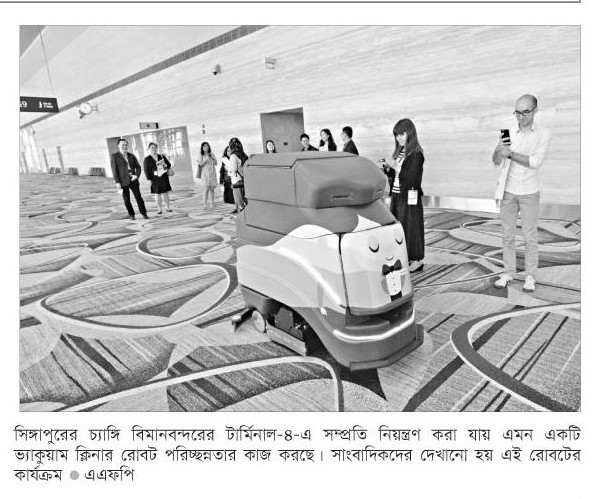 সিঙ্গাপুরের চ্যাঙ্গি বিমানবন্দরের টার্মিনাল-৪-এ সম্প্রতি নিয়ন্ত্রণ করা যায় এমন একটি
ভ্যাকুয়াম ক্লিনার রোবট পরিচ্ছন্নতার কাজ করছে। সাংবাদিকদের দেখানো হয় এই রোবটের
কার্যক্রম ● এএফপি